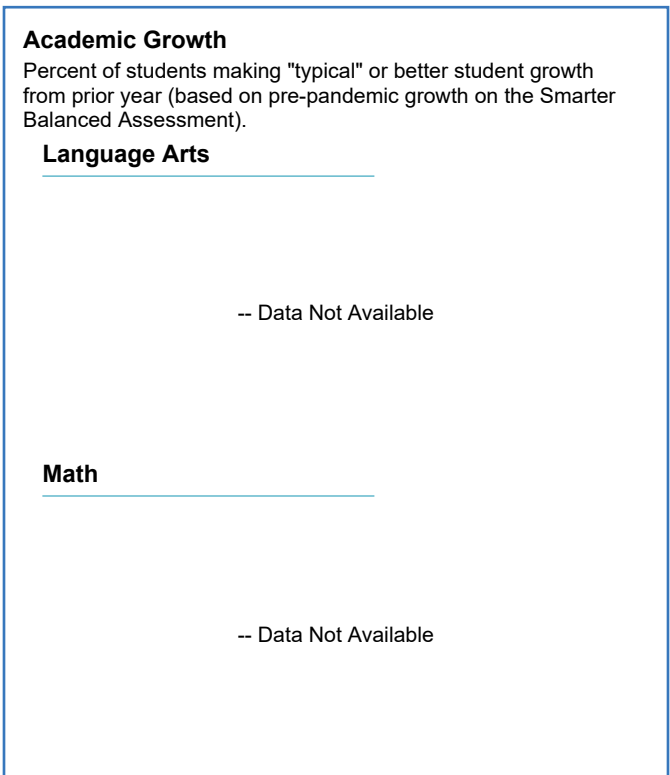 Academic Growth
Percent of students making "typical" or better student growth
from prior year (based on pre-pandemic growth on the Smarter
Balanced Assessment).
Language Arts
-- Data Not Available
Math
-- Data Not Available